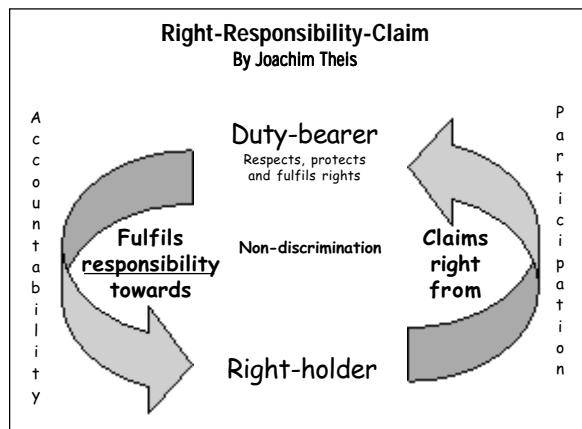 Right-Responsibility-Claim
By Joachim Theis
Accountability
Participation
Duty-bearer
Respects, protects
and fulfils rights
Fulfils
responsibility
towards
Non-discrimination
Claims
right
from
Right-holder